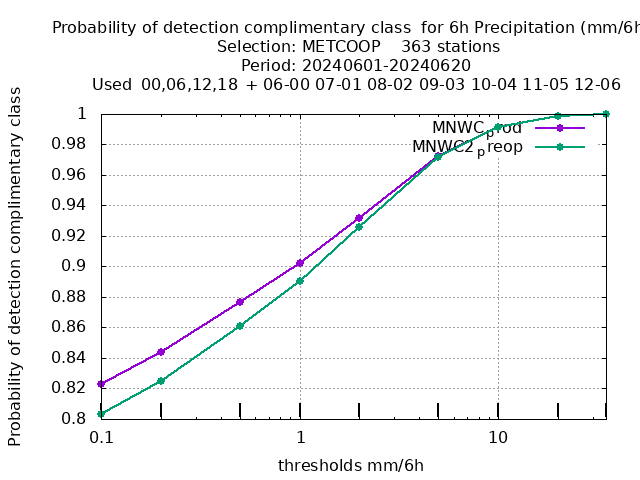 Probability of detection complimentary class  for 6h Precipitation (mm/6h
Selection: METCOOP    363 stations
Period: 20240601-20240620
Used  00,06,12,18  + 06-00 07-01 08-02 09-03 10-04 11-05 12-06
Probability of detection complimentary class
1
0.98
0.96
0.94
0.92
0.9
0.88
0.86
0.84
0.82
0.8
MNWC_prod
MNWC2_preop
0.1
1
10
thresholds mm/6h